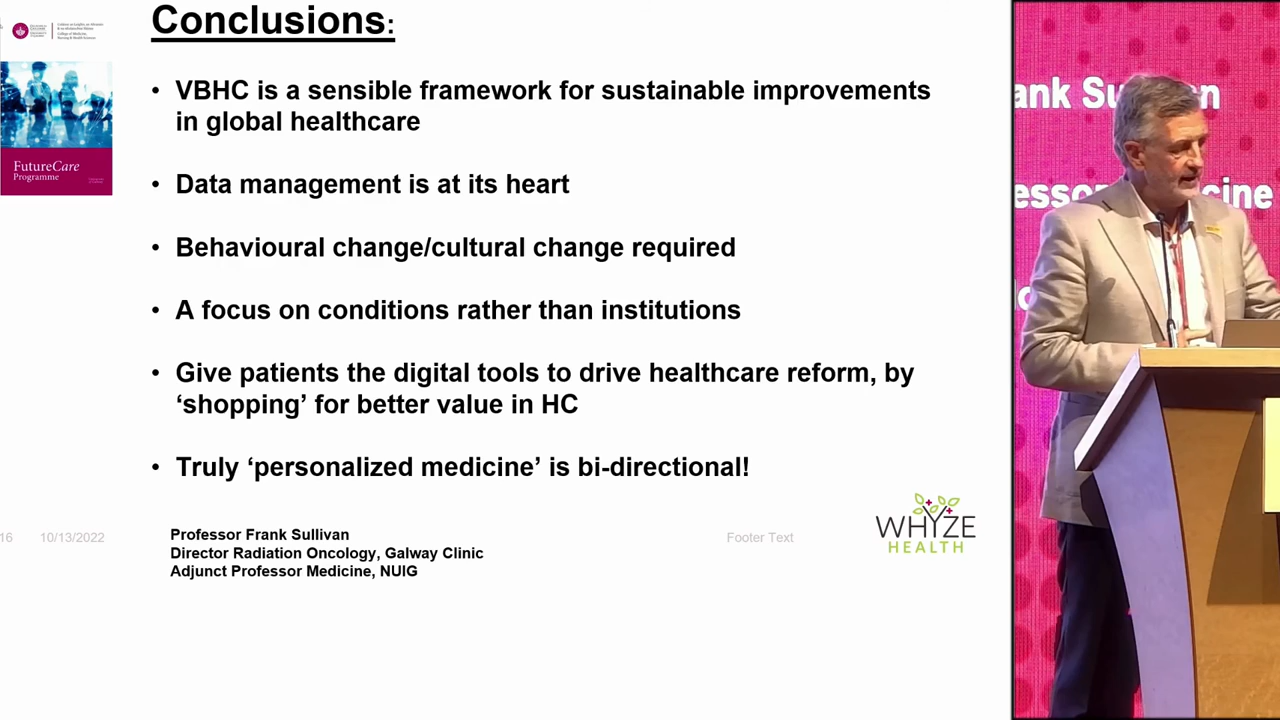 Conclusions:
• VBHC is a sensible framework for sustainable improvements
in global healthcare
FutureCare
Programme
• Data management is at its heart
• Behavioural change/cultural change required
• A focus on conditions rather than institutions
• Give patients the digital tools to drive healthcare reform, by
‘shopping’ for better value in HC
• Truly ‘personalized medicine’ is bi-directional!
16 10/13/2022
Professor Frank Sullivan
Director Radiation Oncology, Galway Clinic
Adjunct Professor Medicine, NUIG
Footer Text
WHYZE
HEALTH
ank Su
an
essor
icine